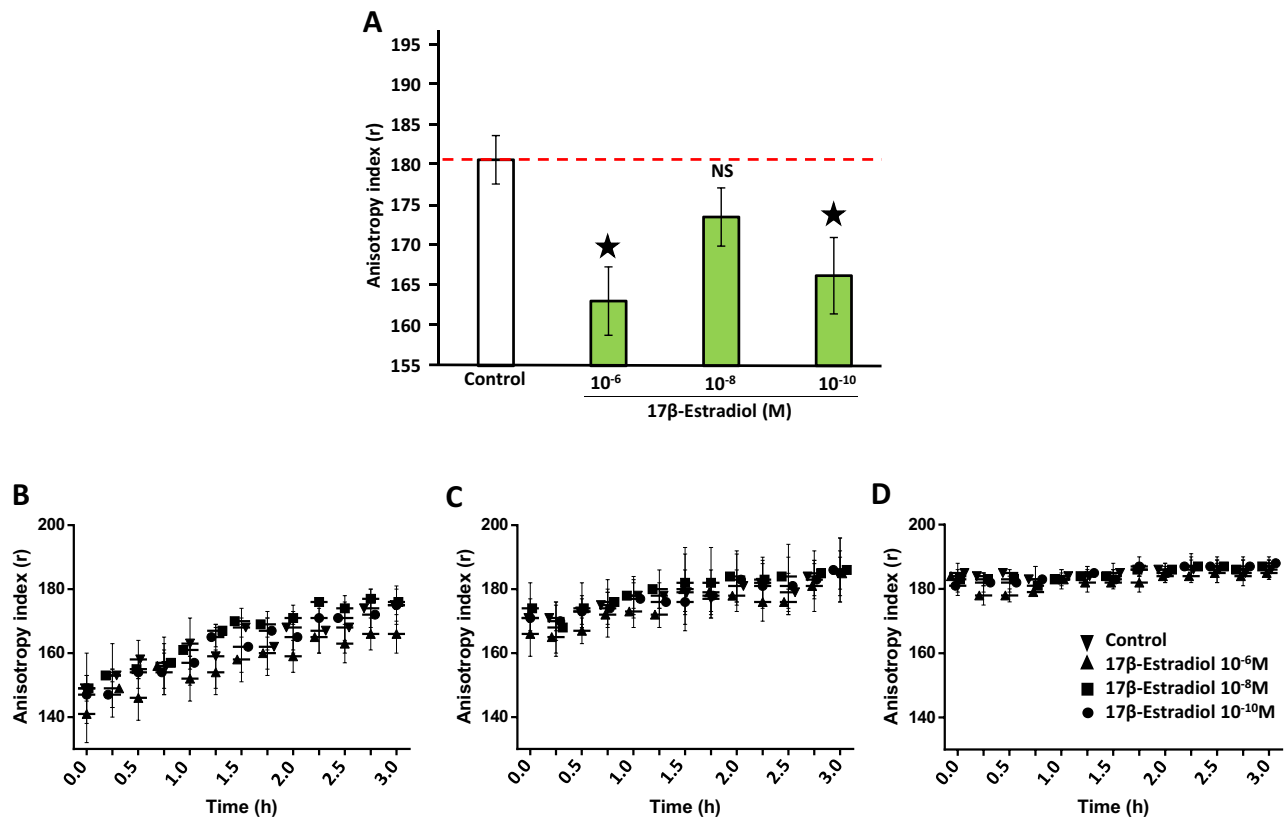 A
Anisotropy index (r)
195
190
185
180
175
170
165
160
155
NS
★
★
Control
10⁻⁶
10⁻⁸
10⁻¹⁰
17β-Estradiol (M)
B
Anisotropy index (r)
200
180
160
140
0.0
0.5
1.0
1.5
2.0
2.5
3.0
Time (h)
C
Anisotropy index (r)
200
180
160
140
0.0
0.5
1.0
1.5
2.0
2.5
3.0
Time (h)
D
Anisotropy index (r)
200
180
160
140
Control
17β-Estradiol 10⁻⁶M
17β-Estradiol 10⁻⁸M
17β-Estradiol 10⁻¹⁰M
0.0
0.5
1.0
1.5
2.0
2.5
3.0
Time (h)